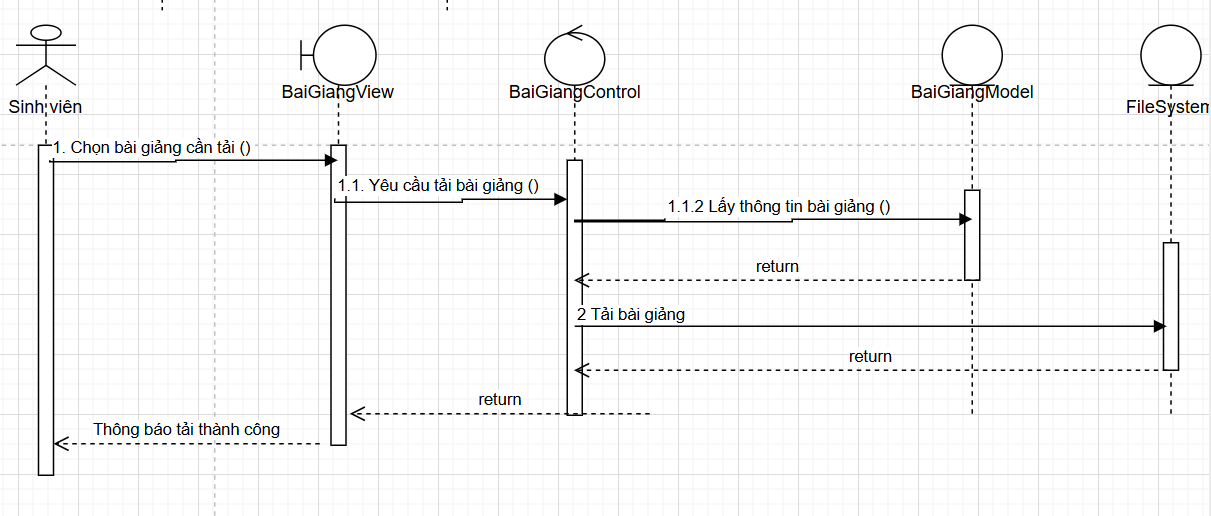 Sinh viên
BaiGiangView
BaiGiangControl
BaiGiangModel
FileSystem
1. Chọn bài giảng cần tải ()
1.1. Yêu cầu tải bài giảng ()
1.1.2 Lấy thông tin bài giảng ()
return
2 Tải bài giảng
return
return
Thông báo tải thành công